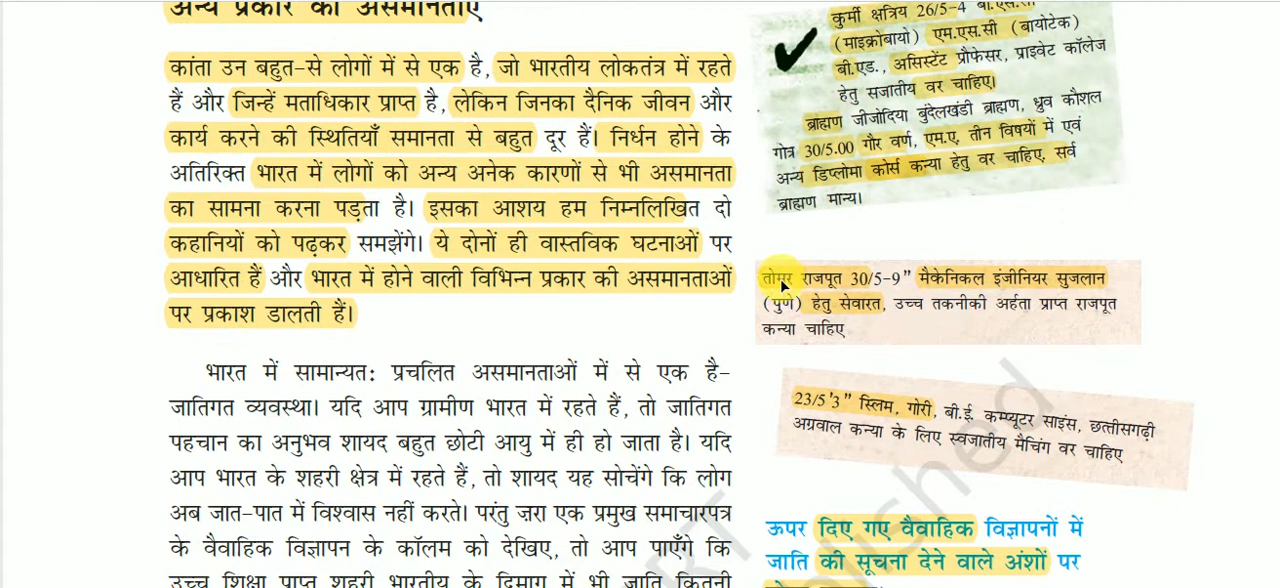 अन्य प्रकार की असमानताएँ
कांता उन बहुत-से लोगों में से एक है, जो भारतीय लोकतंत्र में रहते
हैं और जिन्हें मताधिकार प्राप्त है, लेकिन जिनका दैनिक जीवन और
कार्य करने की स्थितियाँ समानता से बहुत दूर हैं। निर्धन होने के
अतिरिक्त भारत में लोगों को अन्य अनेक कारणों से भी असमानता
का सामना करना पड़ता है। इसका आशय हम निम्नलिखित दो
कहानियों को पढ़कर समझेंगे। ये दोनों ही वास्तविक घटनाओं पर
आधारित हैं और भारत में होने वाली विभिन्न प्रकार की असमानताओं
पर प्रकाश डालती हैं।
भारत में सामान्यत: प्रचलित असमानताओं में से एक है–
जातिगत व्यवस्था। यदि आप ग्रामीण भारत में रहते हैं, तो जातिगत
पहचान का अनुभव शायद बहुत छोटी आयु में ही हो जाता है। यदि
आप भारत के शहरी क्षेत्र में रहते हैं, तो शायद यह सोचेंगे कि लोग
अब जात-पात में विश्वास नहीं करते। परंतु ज़रा एक प्रमुख समाचारपत्र
के वैवाहिक विज्ञापन के कॉलम को देखिए, तो आप पाएँगे कि
उच्च शिक्षा प्राप्त शहरी भारतीय के दिमाग में भी जाति कितनी
कुर्मी क्षत्रिय 26/5-4 बी.एस.सी
(माइक्रोबायो) एम.एस.सी (बायोटेक)
बी.एड., असिस्टेंट प्रौफेसर, प्राइवेट कॉलेज
हेतु सजातीय वर चाहिए।
ब्राह्मण जीजोदिया बुंदेलखंडी ब्राह्मण, ध्रुव कौशल
गोत्र 30/5.00 गौर वर्ण, एम.ए. तीन विषयों में एवं
अन्य डिप्लोमा कोर्स कन्या हेतु वर चाहिए, सर्व
ब्राह्मण मान्य।
तोमर राजपूत 30/5-9" मैकेनिकल इंजीनियर सुजलान
(पुणे) हेतु सेवारत, उच्च तकनीकी अर्हता प्राप्त राजपूत
कन्या चाहिए
23/5'3" स्लिम, गोरी, बी.ई. कम्प्यूटर साइंस, छत्तीसगढ़ी
अग्रवाल कन्या के लिए स्वजातीय मैचिंग वर चाहिए
ऊपर दिए गए वैवाहिक विज्ञापनों में
जाति की सूचना देने वाले अंशों पर